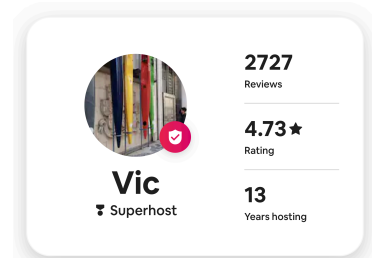 Vic
Superhost
2727
Reviews
4.73★
Rating
13
Years hosting